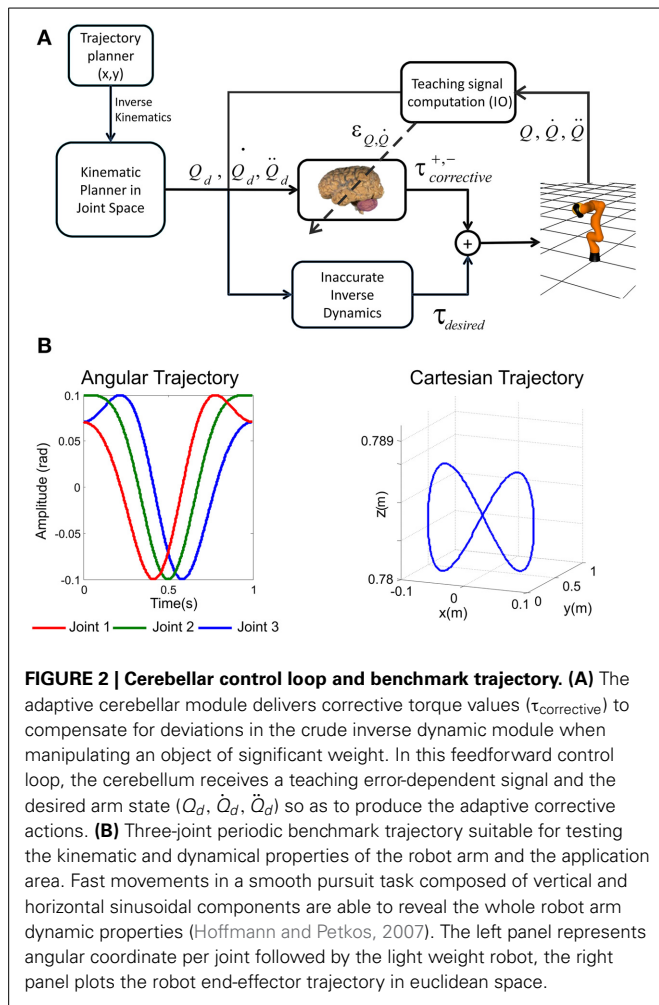 A
Trajectory
planner
(x,y)
Inverse
Kinematics
Kinematic
Planner in
Joint Space
Q_d , Q̇_d, Q̈_d
Teaching signal
computation (IO)
ε_{Q,Q̇}
Q, Q̇, Q̈
τ^{+,-}_{corrective}
+
Inaccurate
Inverse
Dynamics
τ_{desired}
B
Angular Trajectory
0.1
0.05
0
-0.05
-0.1
Amplitude (rad)
0
0.5
1
Time(s)
Joint 1
Joint 2
Joint 3
Cartesian Trajectory
0.789
z(m)
0.78
-0.1
0
0.1
x(m)
0
0.5
1
y(m)
FIGURE 2 | Cerebellar control loop and benchmark trajectory. (A) The
adaptive cerebellar module delivers corrective torque values (τcorrective) to
compensate for deviations in the crude inverse dynamic module when
manipulating an object of significant weight. In this feedforward control
loop, the cerebellum receives a teaching error-dependent signal and the
desired arm state (Q_d, Q̇_d, Q̈_d) so as to produce the adaptive corrective
actions. (B) Three-joint periodic benchmark trajectory suitable for testing
the kinematic and dynamical properties of the robot arm and the application
area. Fast movements in a smooth pursuit task composed of vertical and
horizontal sinusoidal components are able to reveal the whole robot arm
dynamic properties (Hoffmann and Petkos, 2007). The left panel represents
angular coordinate per joint followed by the light weight robot, the right
panel plots the robot end-effector trajectory in euclidean space.